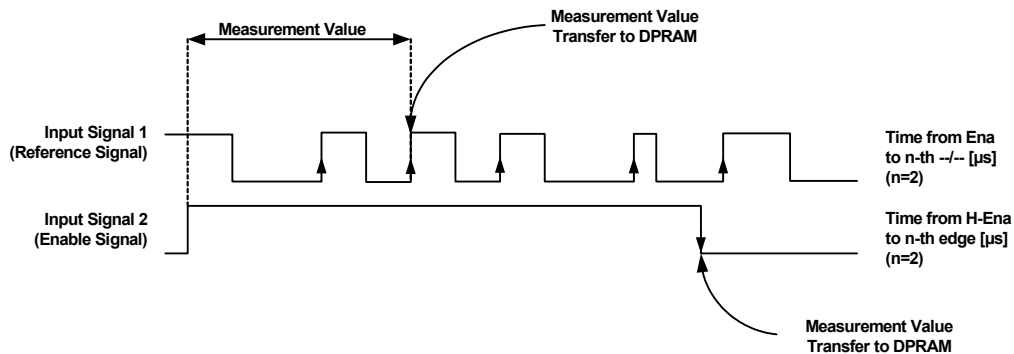 Measurement Value
Measurement Value
Transfer to DPRAM
Input Signal 1
(Reference Signal)
Time from Ena
to n-th --/-- [µs]
(n=2)
Input Signal 2
(Enable Signal)
Time from H-Ena
to n-th edge [µs]
(n=2)
Measurement Value
Transfer to DPRAM